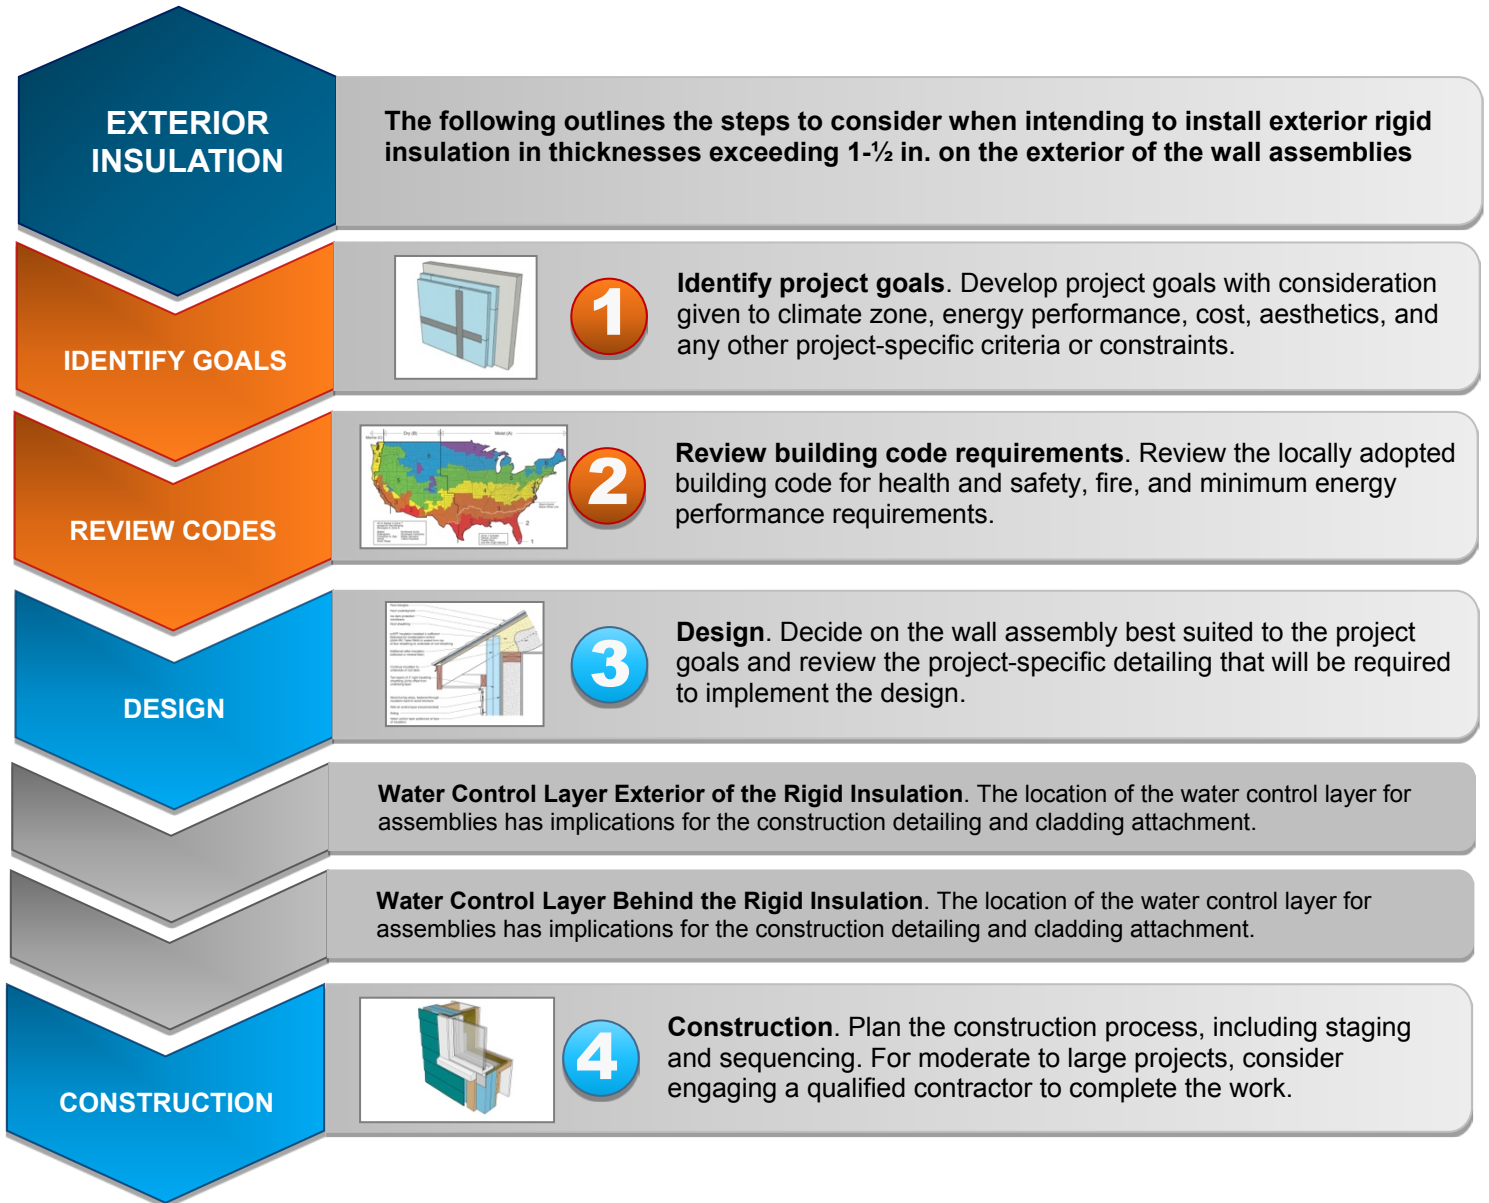 EXTERIOR
INSULATION
The following outlines the steps to consider when intending to install exterior rigid
insulation in thicknesses exceeding 1-½ in. on the exterior of the wall assemblies
IDENTIFY GOALS
1
Identify project goals. Develop project goals with consideration
given to climate zone, energy performance, cost, aesthetics, and
any other project-specific criteria or constraints.
REVIEW CODES
Dry (B)
Moist (A)
2
Review building code requirements. Review the locally adopted
building code for health and safety, fire, and minimum energy
performance requirements.
DESIGN
3
Design. Decide on the wall assembly best suited to the project
goals and review the project-specific detailing that will be required
to implement the design.
Water Control Layer Exterior of the Rigid Insulation. The location of the water control layer for
assemblies has implications for the construction detailing and cladding attachment.
Water Control Layer Behind the Rigid Insulation. The location of the water control layer for
assemblies has implications for the construction detailing and cladding attachment.
CONSTRUCTION
4
Construction. Plan the construction process, including staging
and sequencing. For moderate to large projects, consider
engaging a qualified contractor to complete the work.